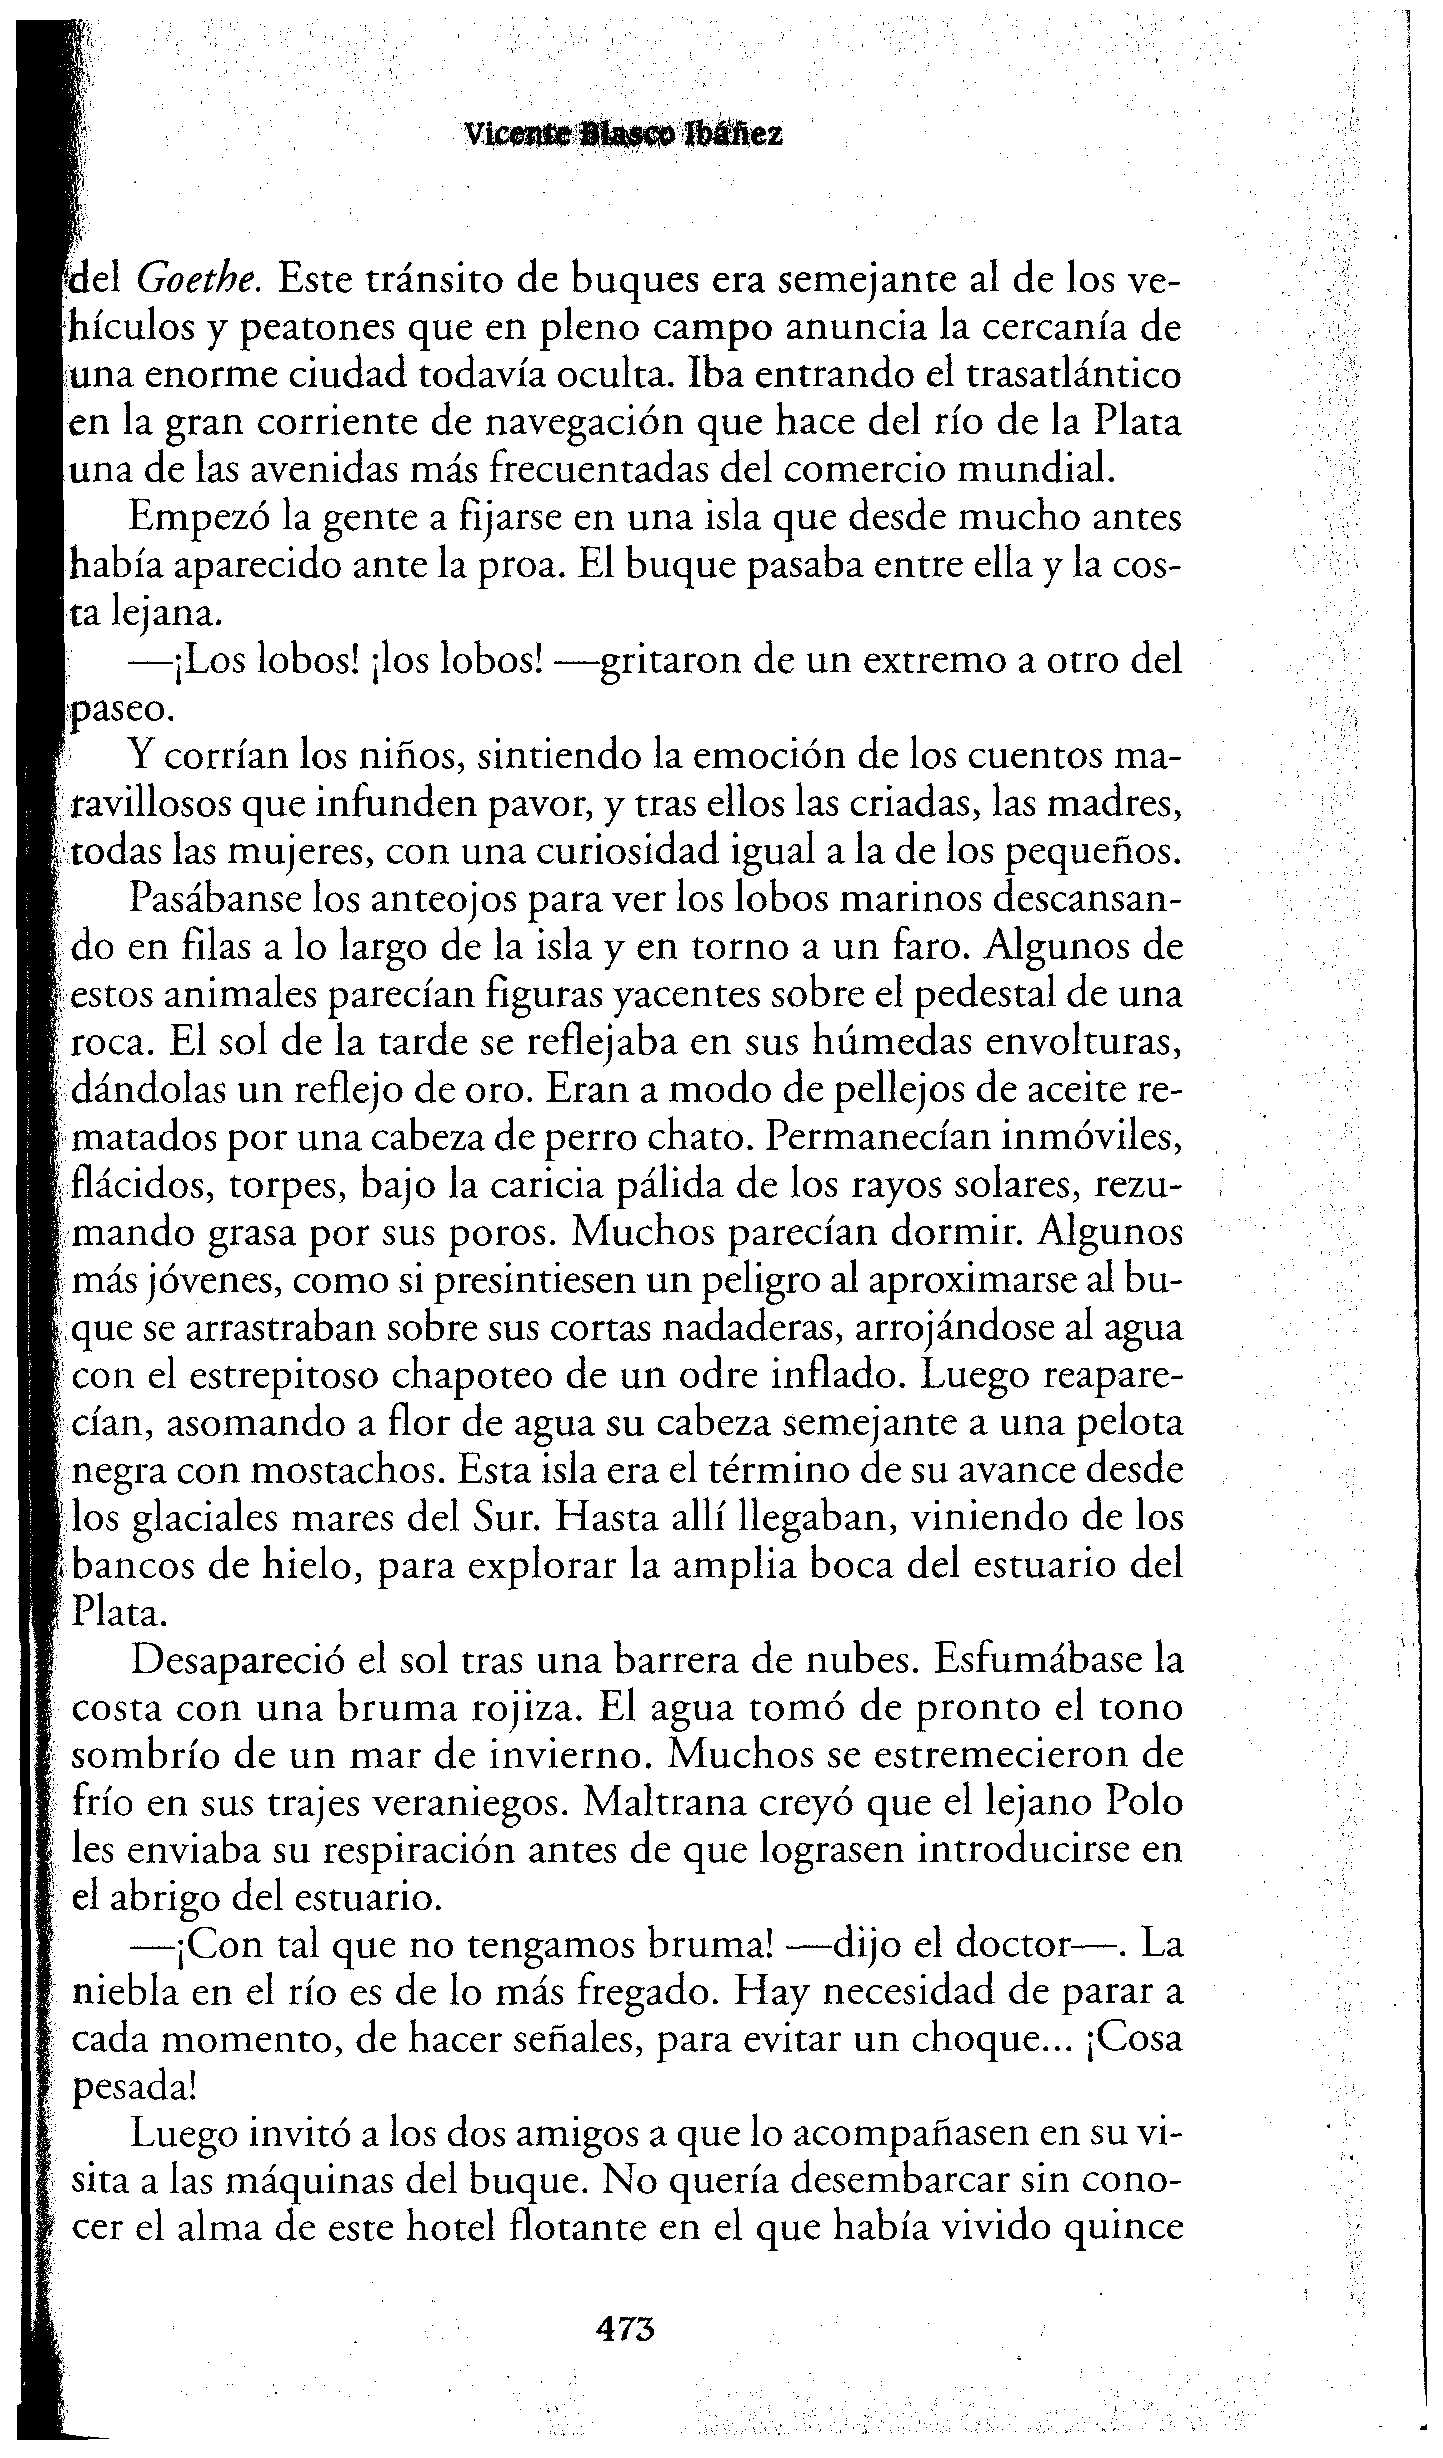 Vicente Blasco Ibáñez
del Goethe. Este tránsito de buques era semejante al de los ve-
hículos y peatones que en pleno campo anuncia la cercanía de
una enorme ciudad todavía oculta. Iba entrando el trasatlántico
en la gran corriente de navegación que hace del río de la Plata
una de las avenidas más frecuentadas del comercio mundial.
Empezó la gente a fijarse en una isla que desde mucho antes
había aparecido ante la proa. El buque pasaba entre ella y la cos-
ta lejana.
—¡Los lobos! ¡los lobos! —gritaron de un extremo a otro del
paseo.
Y corrían los niños, sintiendo la emoción de los cuentos ma-
ravillosos que infunden pavor, y tras ellos las criadas, las madres,
todas las mujeres, con una curiosidad igual a la de los pequeños.
Pasábanse los anteojos para ver los lobos marinos descansan-
do en filas a lo largo de la isla y en torno a un faro. Algunos de
estos animales parecían figuras yacentes sobre el pedestal de una
roca. El sol de la tarde se reflejaba en sus húmedas envolturas,
dándolas un reflejo de oro. Eran a modo de pellejos de aceite re-
matados por una cabeza de perro chato. Permanecían inmóviles,
flácidos, torpes, bajo la caricia pálida de los rayos solares, rezu-
mando grasa por sus poros. Muchos parecían dormir. Algunos
más jóvenes, como si presintiesen un peligro al aproximarse al bu-
que se arrastraban sobre sus cortas nadaderas, arrojándose al agua
con el estrepitoso chapoteo de un odre inflado. Luego reapare-
cían, asomando a flor de agua su cabeza semejante a una pelota
negra con mostachos. Esta isla era el término de su avance desde
los glaciales mares del Sur. Hasta allí llegaban, viniendo de los
bancos de hielo, para explorar la amplia boca del estuario del
Plata.
Desapareció el sol tras una barrera de nubes. Esfumábase la
costa con una bruma rojiza. El agua tomó de pronto el tono
sombrío de un mar de invierno. Muchos se estremecieron de
frío en sus trajes veraniegos. Maltrana creyó que el lejano Polo
les enviaba su respiración antes de que lograsen introducirse en
el abrigo del estuario.
—¡Con tal que no tengamos bruma! —dijo el doctor—. La
niebla en el río es de lo más fregado. Hay necesidad de parar a
cada momento, de hacer señales, para evitar un choque... ¡Cosa
pesada!
Luego invitó a los dos amigos a que lo acompañasen en su vi-
sita a las máquinas del buque. No quería desembarcar sin cono-
cer el alma de este hotel flotante en el que había vivido quince
473